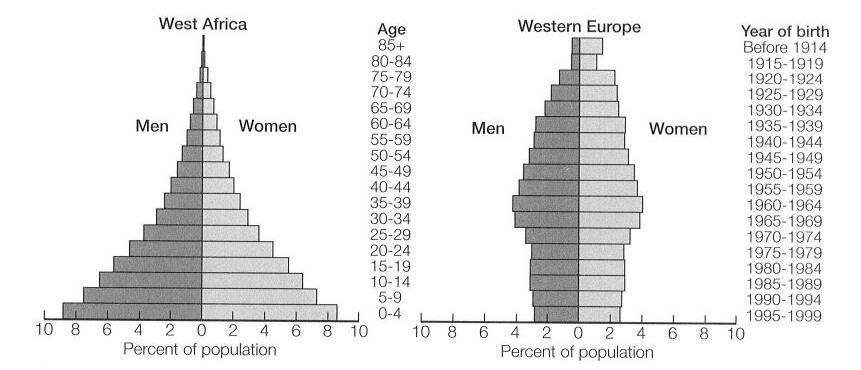 West Africa
Men
Women
10 8 6 4 2 0 2 4 6 8 10
Percent of population
Age
85+
80-84
75-79
70-74
65-69
60-64
55-59
50-54
45-49
40-44
35-39
30-34
25-29
20-24
15-19
10-14
5-9
0-4
Western Europe
Men
Women
10 8 6 4 2 0 2 4 6 8 10
Percent of population
Year of birth
Before 1914
1915-1919
1920-1924
1925-1929
1930-1934
1935-1939
1940-1944
1945-1949
1950-1954
1955-1959
1960-1964
1965-1969
1970-1974
1975-1979
1980-1984
1985-1989
1990-1994
1995-1999